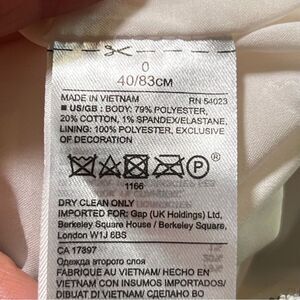 0
40/83CM
MADE IN VIETNAM RN 54023
■ US/GB : BODY: 79% POLYESTER,
20% COTTON, 1% SPANDEX/ELASTANE,
LINING: 100% POLYESTER, EXCLUSIVE
OF DECORATION
P
1166
DRY CLEAN ONLY
IMPORTED FOR: Gap (UK Holdings) Ltd,
Berkeley Square House / Berkeley Square,
London W1J 6BS
CA 17897
Одежда второго слоя
FABRIQUÉ AU VIETNAM/ HECHO EN
VIETNAM EN VIETNAM IMPORTADOS/
DIBUAT DI VIETNAM/ СДЕЛАНО ВО